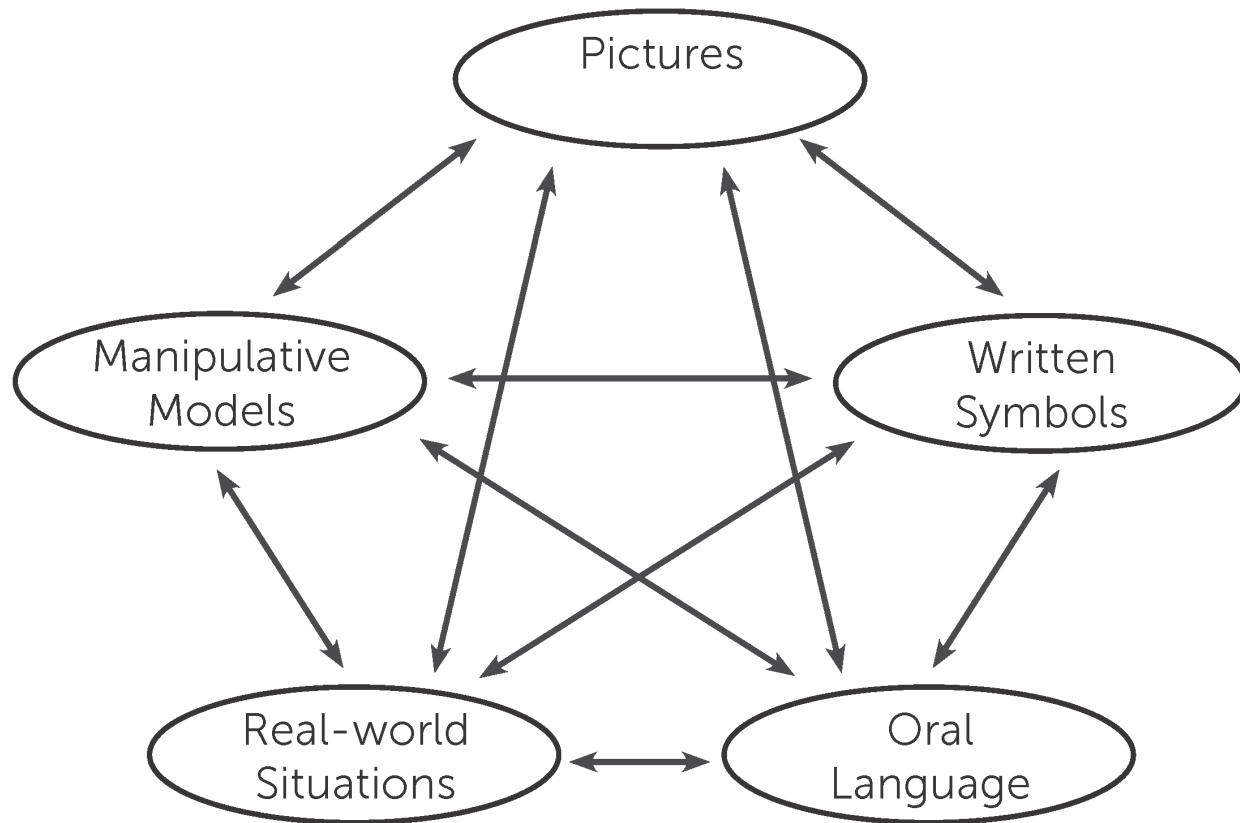 Pictures
Manipulative
Models
Written
Symbols
Real-world
Situations
Oral
Language